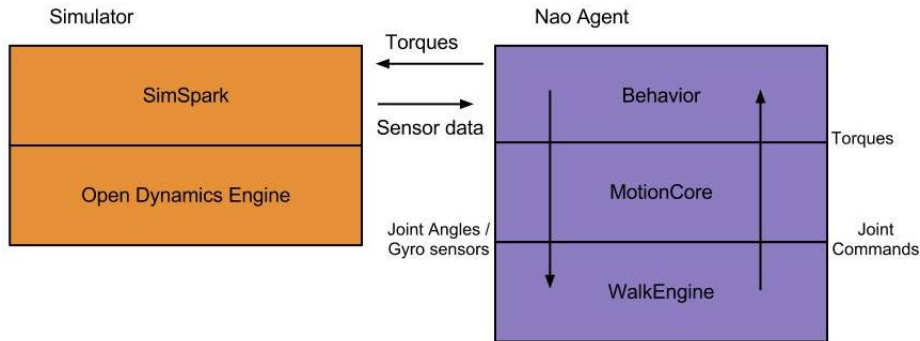 Simulator
Nao Agent
Torques
SimSpark
Sensor data
Open Dynamics Engine
Behavior
Torques
MotionCore
Joint Angles /
Gyro sensors
Joint
Commands
WalkEngine